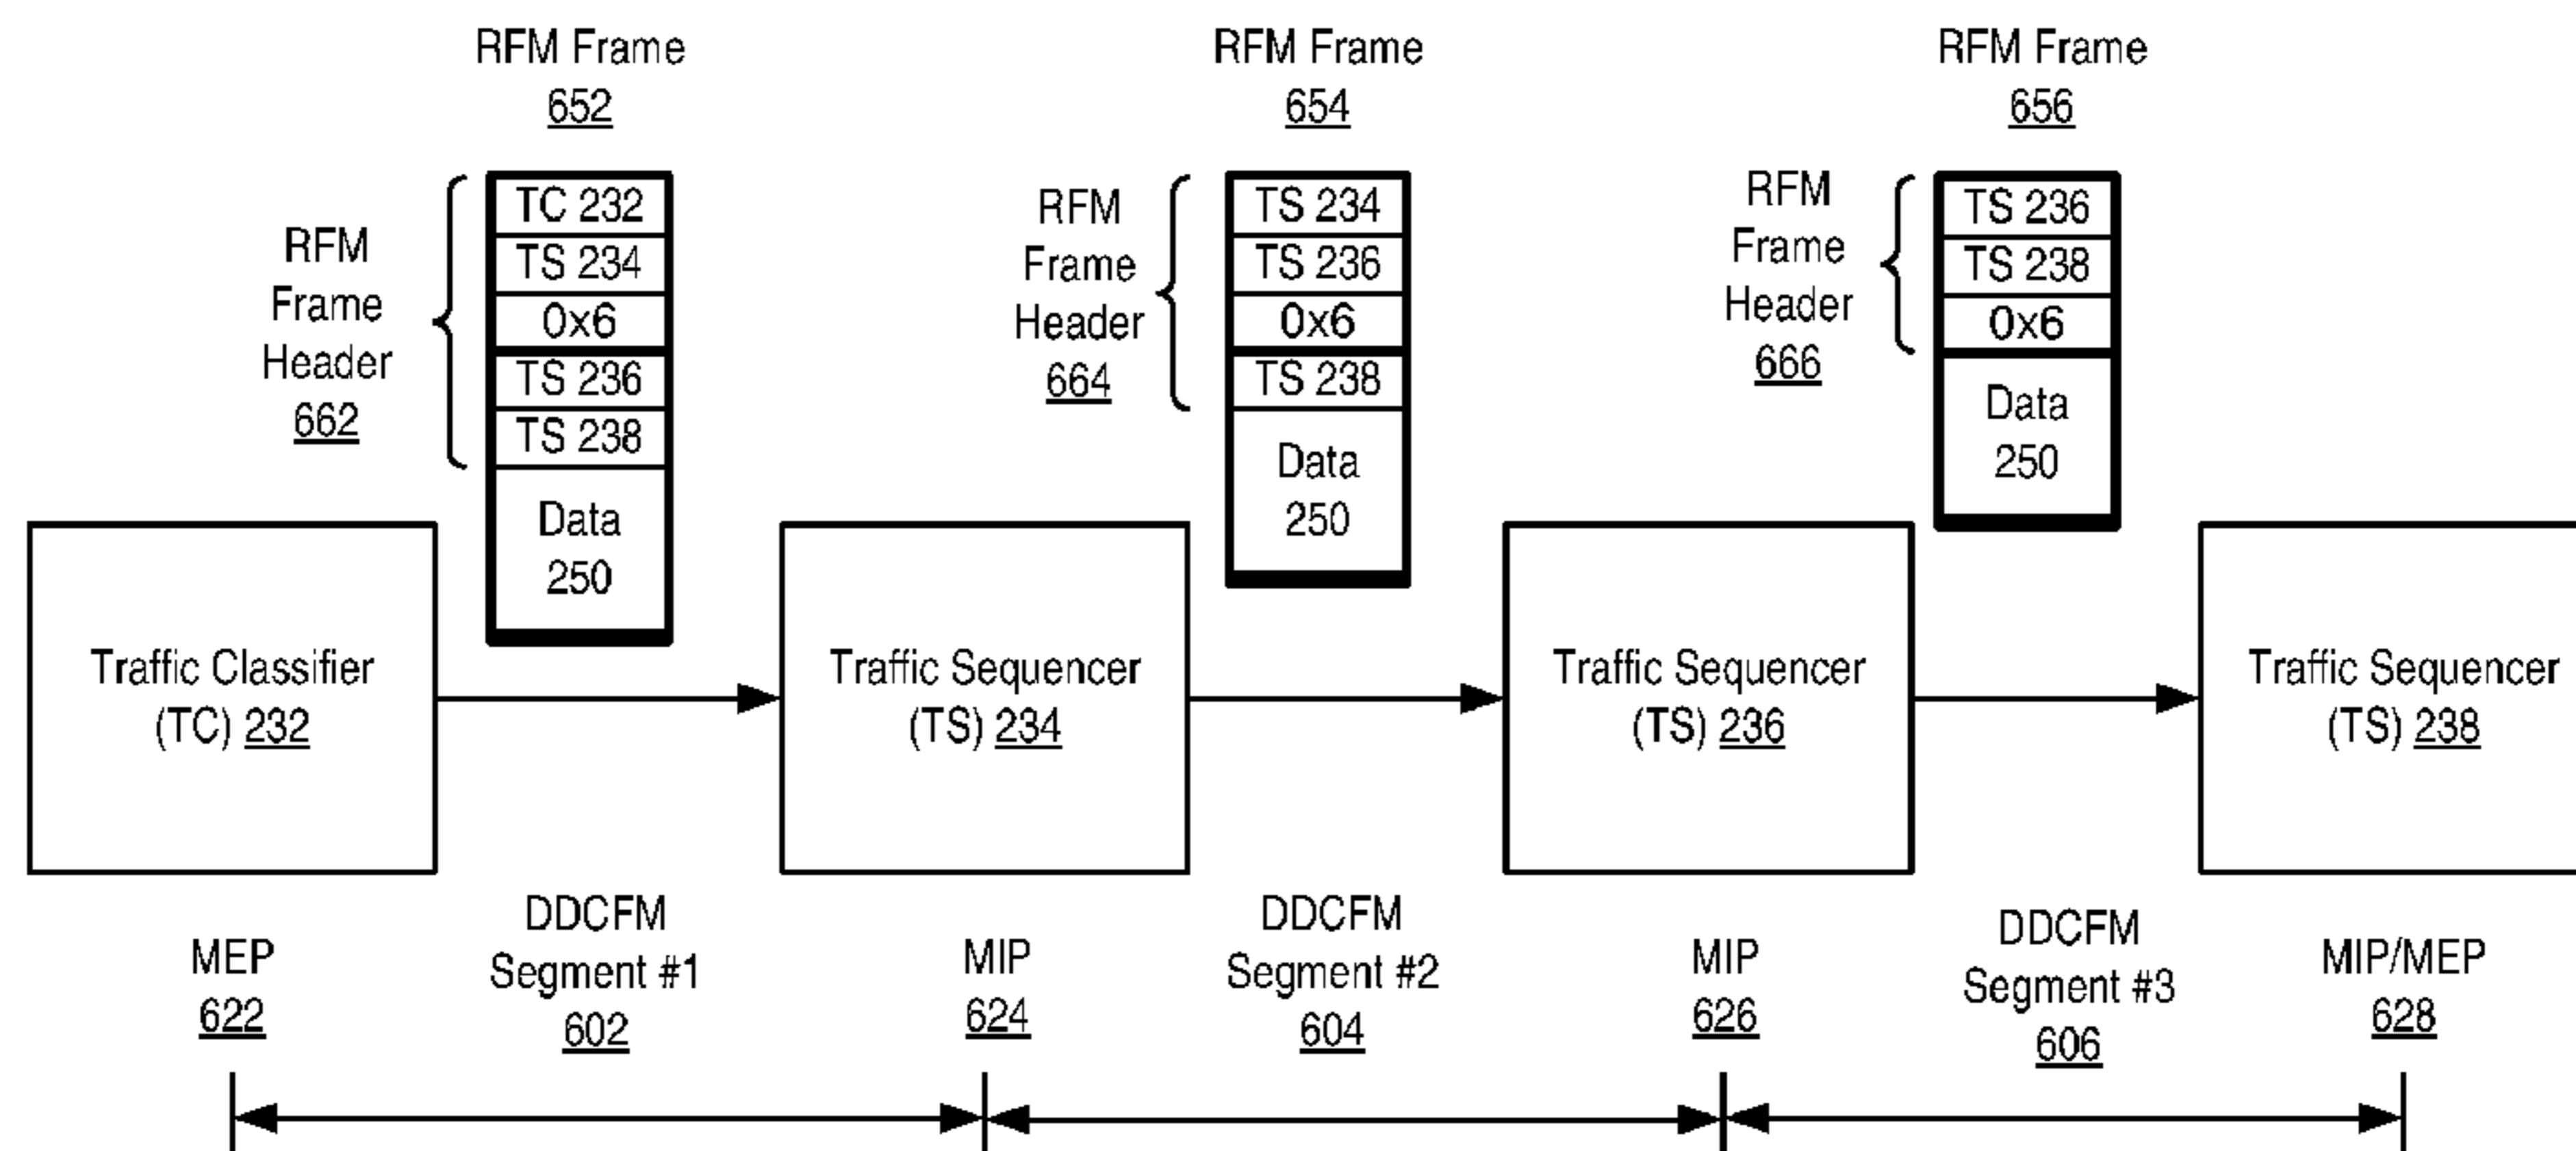 RFM Frame
652
RFM Frame
654
RFM Frame
656
RFM
Frame
Header
662
TC 232
TS 234
0x6
TS 236
TS 238
Data
250
RFM
Frame
Header
664
TS 234
TS 236
0x6
TS 238
Data
250
RFM
Frame
Header
666
TS 236
TS 238
0x6
Data
250
Traffic Classifier
(TC) 232
Traffic Sequencer
(TS) 234
Traffic Sequencer
(TS) 236
Traffic Sequencer
(TS) 238
MEP
622
DDCFM
Segment #1
602
MIP
624
DDCFM
Segment #2
604
MIP
626
DDCFM
Segment #3
606
MIP/MEP
628